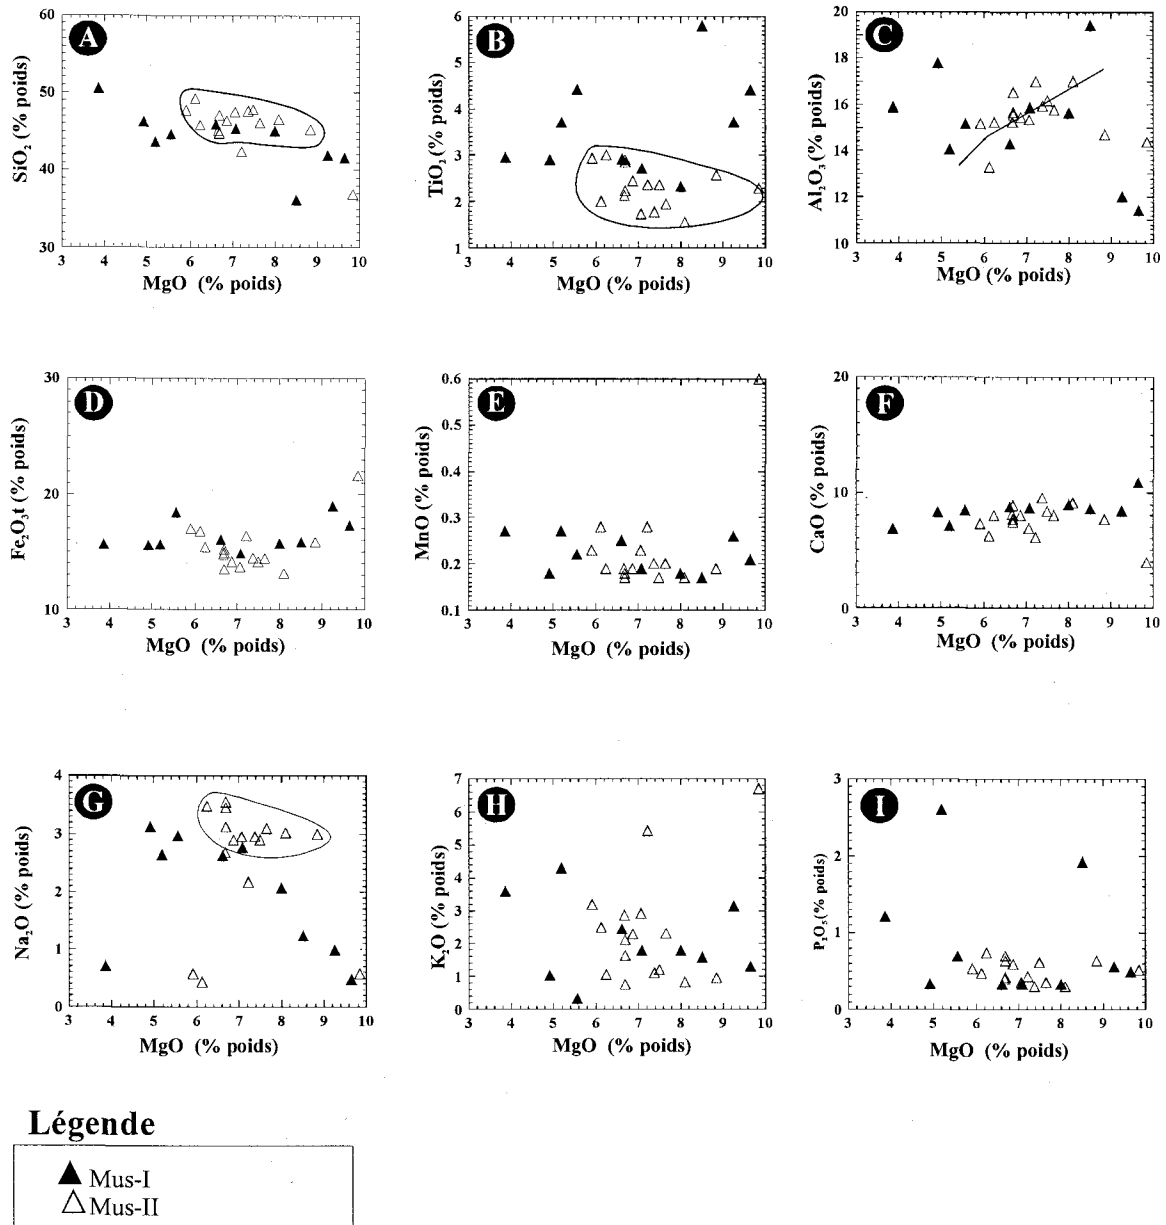 A
SiO₂ (% poids)
60
50
40
30
3 4 5 6 7 8 9 10
MgO (% poids)
B
TiO₂ (% poids)
6
5
4
3
2
1
3 4 5 6 7 8 9 10
MgO (% poids)
C
Al₂O₃ (% poids)
20
18
16
14
12
10
3 4 5 6 7 8 9 10
MgO (% poids)
D
Fe₂O₃t (% poids)
30
20
10
3 4 5 6 7 8 9 10
MgO (% poids)
E
MnO (% poids)
0.6
0.5
0.4
0.3
0.2
0.1
3 4 5 6 7 8 9 10
MgO (% poids)
F
CaO (% poids)
20
10
0
3 4 5 6 7 8 9 10
MgO (% poids)
G
Na₂O (% poids)
4
3
2
1
0
3 4 5 6 7 8 9 10
MgO (% poids)
H
K₂O (% poids)
7
6
5
4
3
2
1
0
3 4 5 6 7 8 9 10
MgO (% poids)
I
P₂O₅ (% poids)
3
2
1
0
3 4 5 6 7 8 9 10
MgO (% poids)
Légende
Mus-I
Mus-II